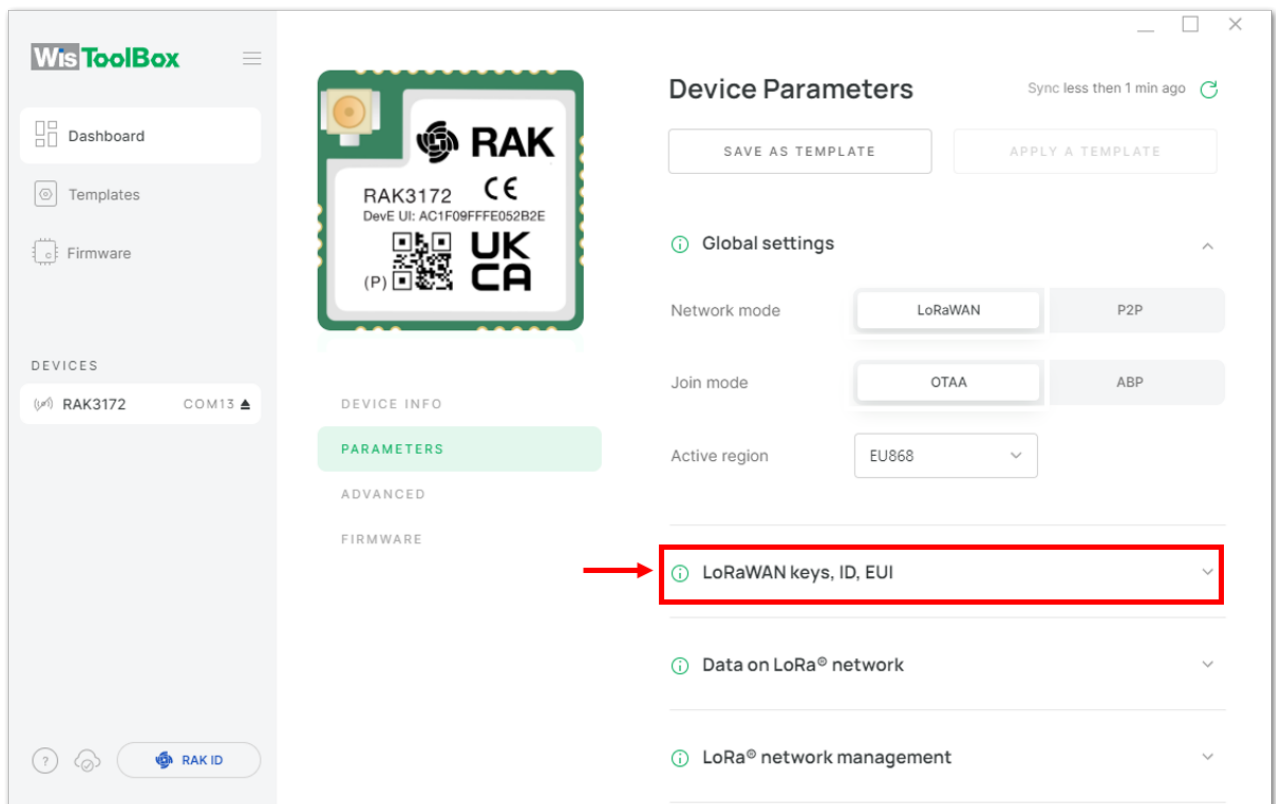 WisToolBox
Dashboard
Templates
Firmware
DEVICES
RAK3172 COM13
RAK ID
RAK
RAK3172 CE
DevE UI: AC1F09FFFE052B2E
(P) UK
CA
DEVICE INFO
PARAMETERS
ADVANCED
FIRMWARE
Device Parameters Sync less then 1 min ago
SAVE AS TEMPLATE APPLY A TEMPLATE
Global settings
Network mode LoRaWAN P2P
Join mode OTAA ABP
Active region EU868
LoRaWAN keys, ID, EUI
Data on LoRa® network
LoRa® network management